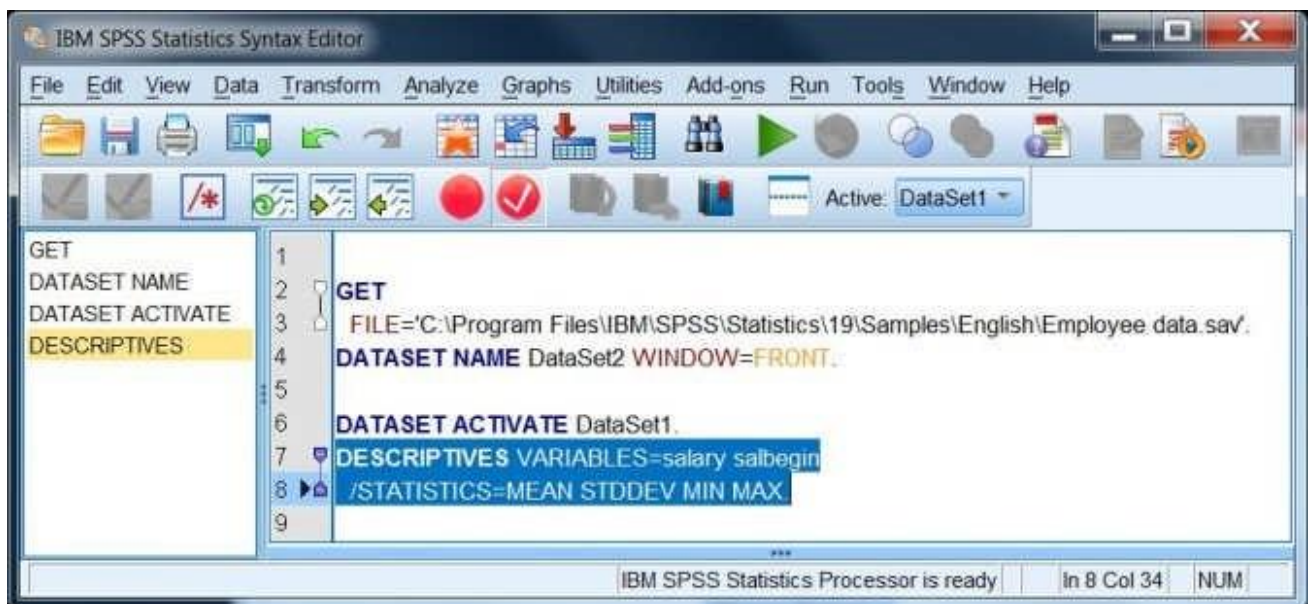 IBM SPSS Statistics Syntax Editor
File Edit View Data Transform Analyze Graphs Utilities Add-ons Run Tools Window Help
/* Active: DataSet1
GET
DATASET NAME
DATASET ACTIVATE
DESCRIPTIVES
1
2 GET
3 FILE='C:\Program Files\IBM\SPSS\Statistics\19\Samples\English\Employee data.sav'.
4 DATASET NAME DataSet2 WINDOW=FRONT.
5
6 DATASET ACTIVATE DataSet1.
7 DESCRIPTIVES VARIABLES=salary salbegin
8 /STATISTICS=MEAN STDDEV MIN MAX.
9
IBM SPSS Statistics Processor is ready In 8 Col 34 NUM